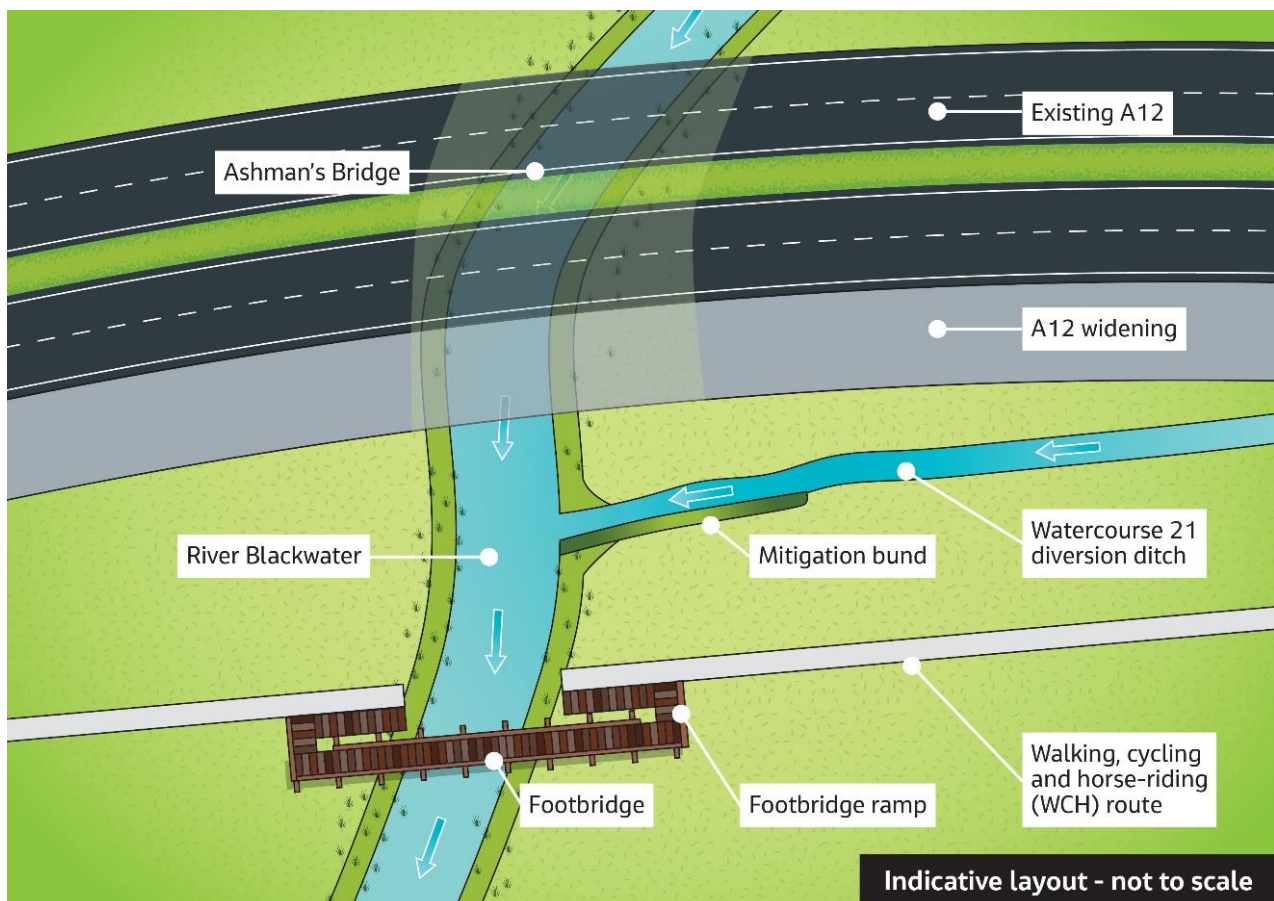 Existing A12
Ashman's Bridge
A12 widening
River Blackwater
Mitigation bund
Watercourse 21
diversion ditch
Footbridge
Footbridge ramp
Walking, cycling
and horse-riding
(WCH) route
Indicative layout - not to scale